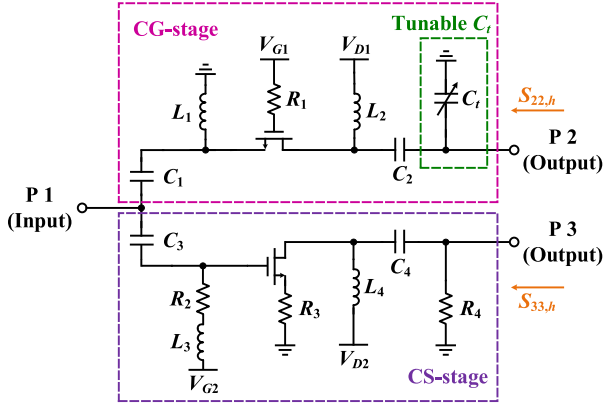 CG-stage
Tunable Ct
VG1
VD1
S22,h
L1
R1
L2
Ct
P 2
(Output)
C1
C2
P 1
(Input)
C3
P 3
(Output)
C4
R2
R3
L4
R4
S33,h
L3
VG2
VD2
CS-stage